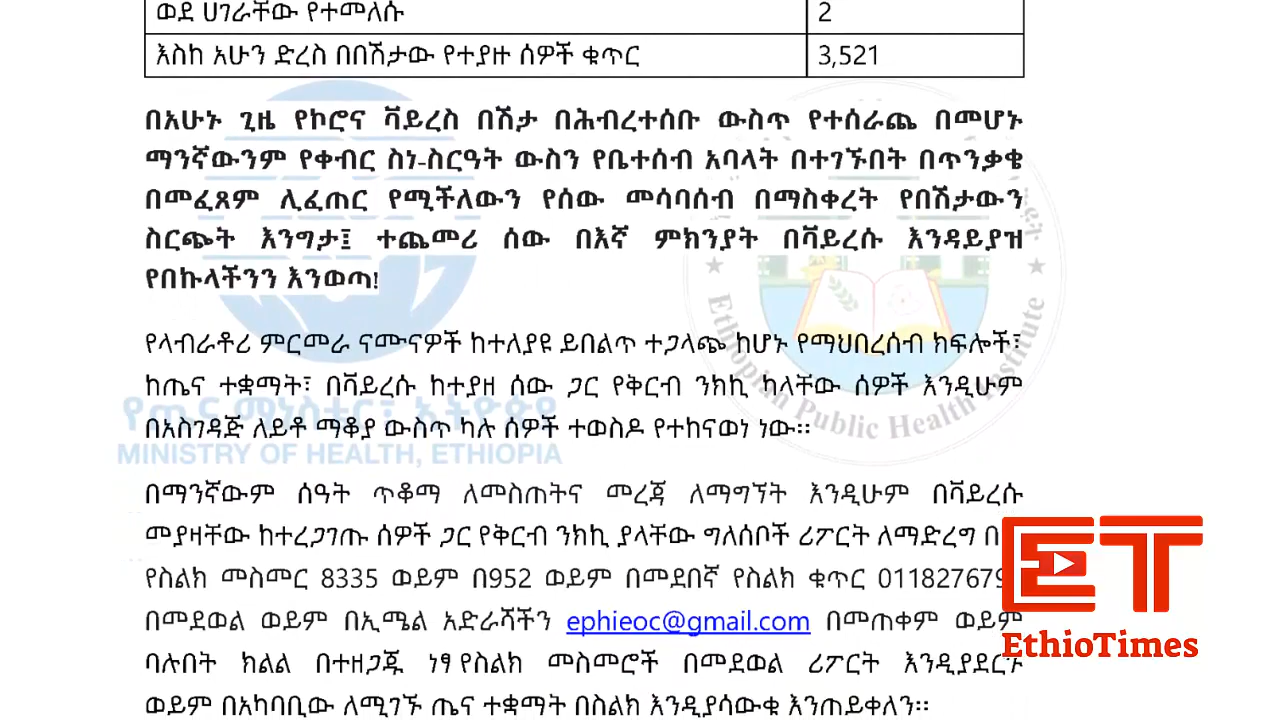 ወደ ሀገራቸው የተመለሱ 2
እስከ አሁን ድረስ በበሽታው የተያዙ ሰዎች ቁጥር 3,521
በአሁኑ ጊዜ የኮሮና ቫይረስ በሽታ በሕብረተሰቡ ውስጥ የተሰራጨ በመሆኑ
ማንኛውንም የቀብር ስነ-ስርዓት ውስን የቤተሰብ አባላት በተገኙበት በጥንቃቄ
በመፈጸም ሊፈጠር የሚችለውን የሰው መሳባሰብ በማስቀረት የበሽታውን
ስርጭት እንግታ፤ ተጨመሪ ሰው በእኛ ምክንያት በቫይረሱ እንዳይያዝ
የበኩላችንን እንወጣ!
የላብራቶሪ ምርመራ ናሙናዎች ከተለያዩ ይበልጥ ተጋላጭ ከሆኑ የማህበረሰብ ክፍሎች፣
ከጤና ተቋማት፣ በቫይረሱ ከተያዘ ሰው ጋር የቅርብ ንክኪ ካላቸው ሰዎች እንዲሁም
በአስገዳጅ ለይቶ ማቆያ ውስጥ ካሉ ሰዎች ተወስዶ የተከናወነ ነው፡፡
የጤና ሚኒስቴር፣ ኢትዮጵያ
MINISTRY OF HEALTH, ETHIOPIA
Ethiopian Public Health Institute
በማንኛውም ሰዓት ጥቆማ ለመስጠትና መረጃ ለማግኘት እንዲሁም በቫይረሱ
መያዛቸው ከተረጋገጡ ሰዎች ጋር የቅርብ ንክኪ ያላቸው ግለሰቦች ሪፖርት ለማድረግ
የስልክ መስመር 8335 ወይም በ952 ወይም በመደበኛ የስልክ ቁጥር
በመደወል ወይም በኢሜል አድራሻችን ephieoc@gmail.com በመጠቀም ወይም
ባሉበት ክልል በተዘጋጁ ነፃ የስልክ መስመሮች በመደወል ሪፖርት እንዲያደርጉ
ወይም በአካባቢው ለሚገኙ ጤና ተቋማት በስልክ እንዲያሳውቁ እንጠይቀለን፡፡
ET
EthioTimes